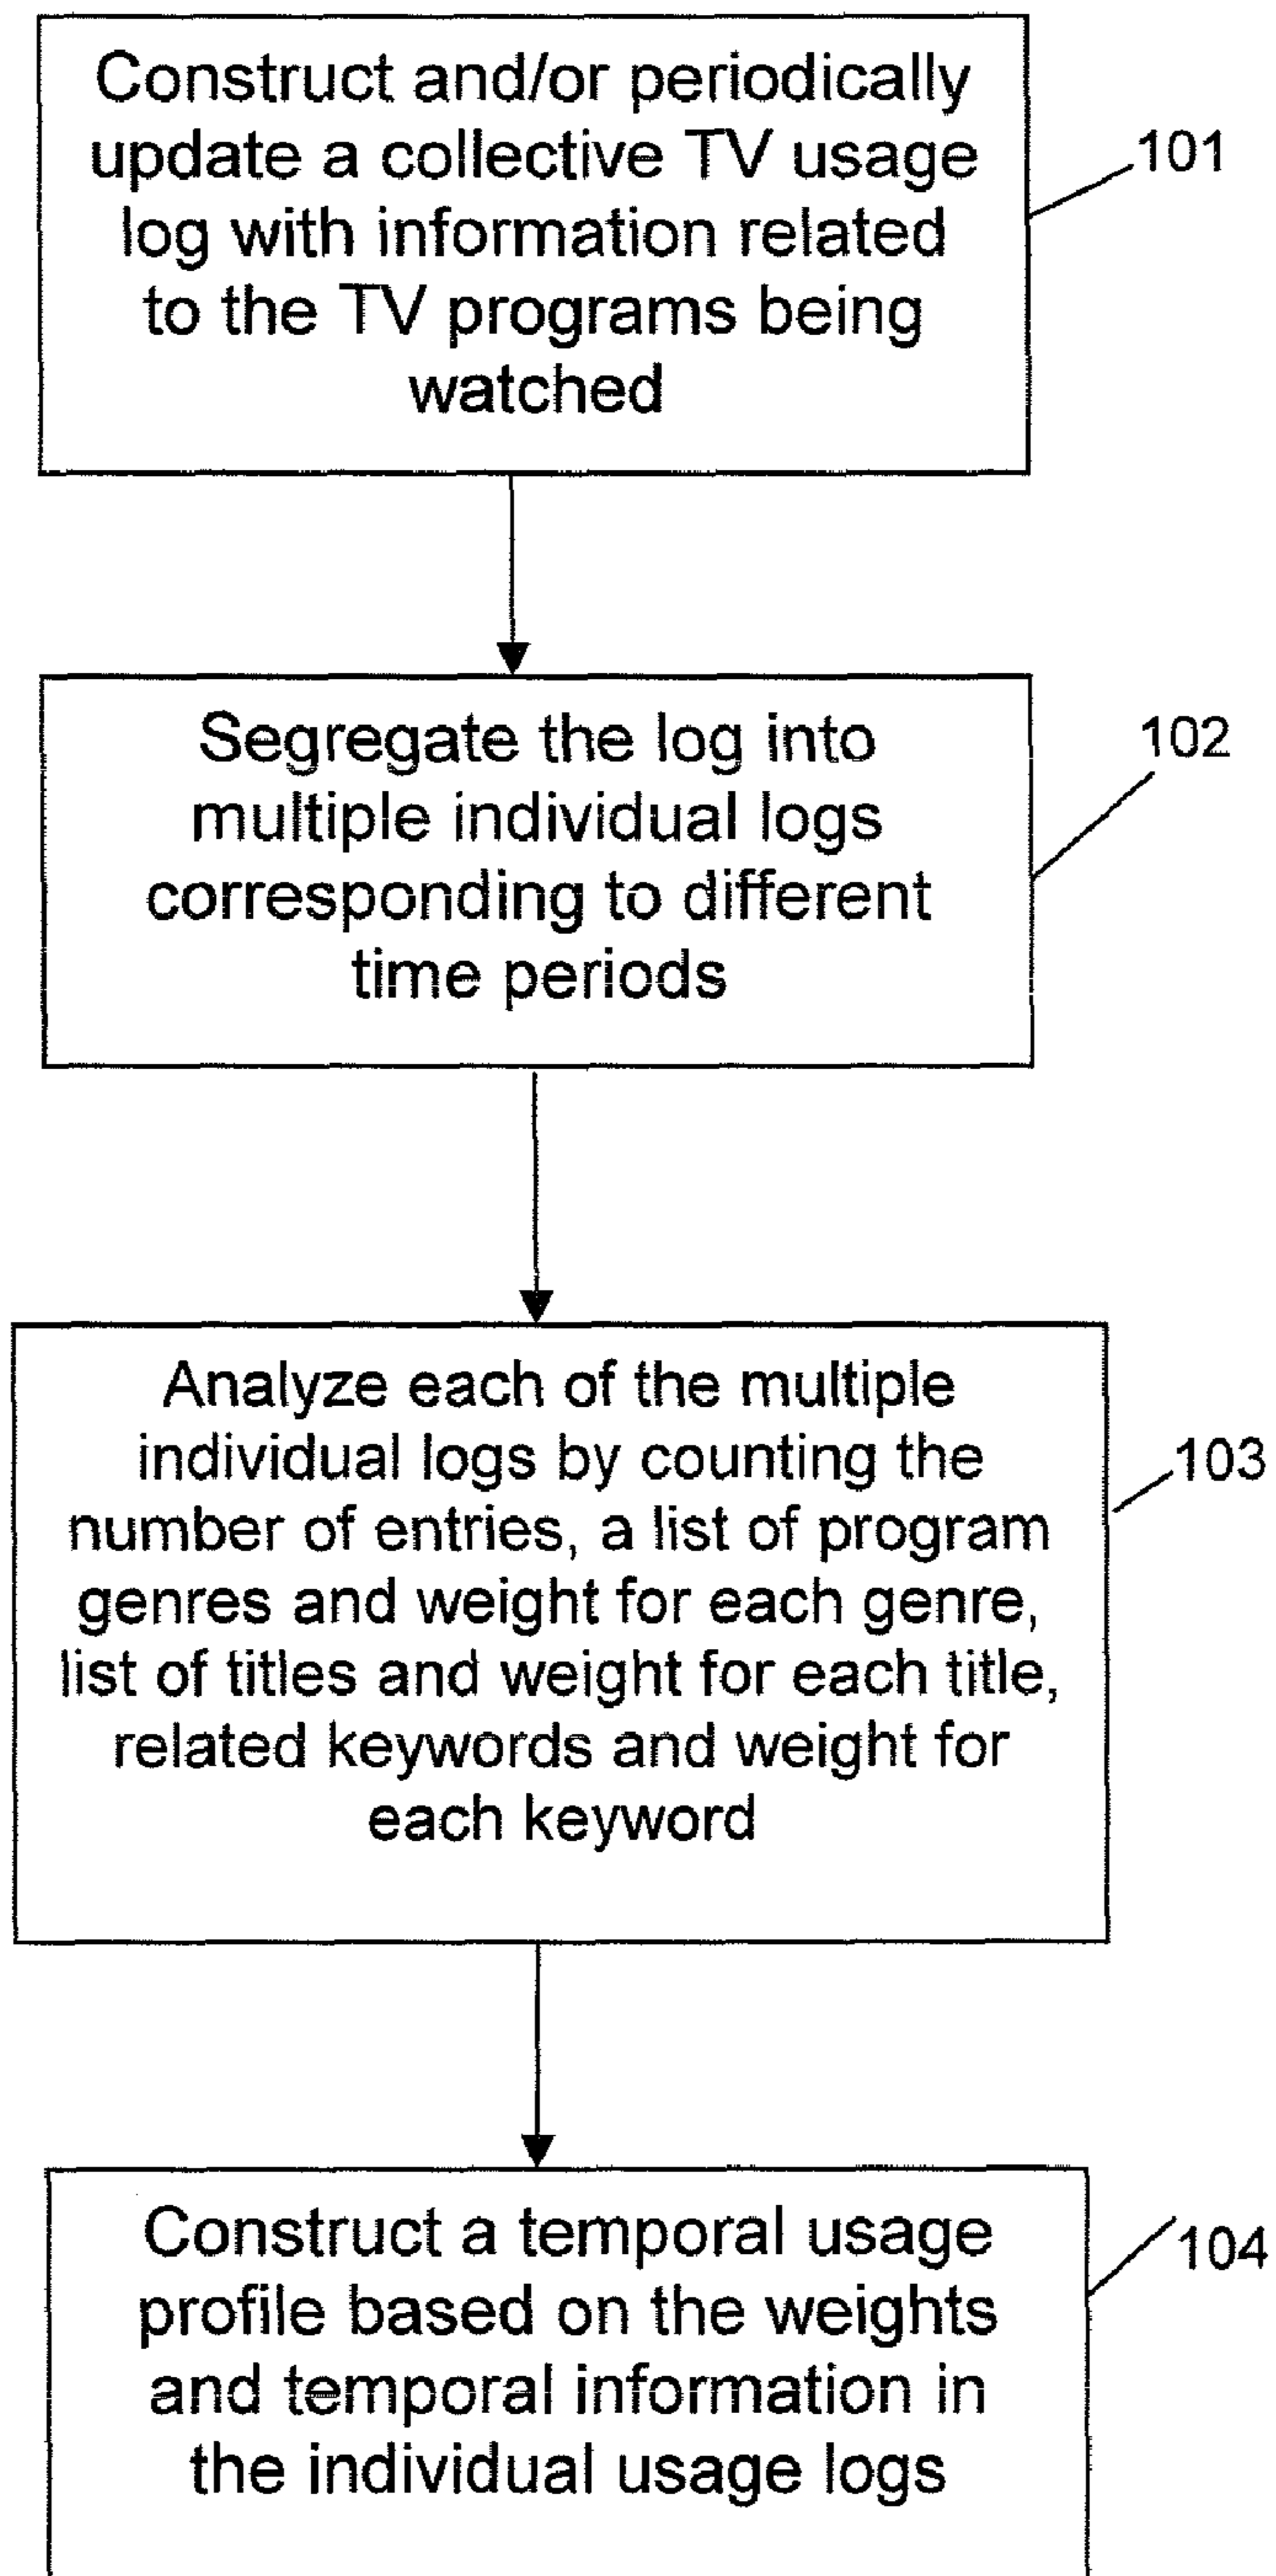 Construct and/or periodically
update a collective TV usage
log with information related
to the TV programs being
watched
101
Segregate the log into
multiple individual logs
corresponding to different
time periods
102
Analyze each of the multiple
individual logs by counting the
number of entries, a list of program
genres and weight for each genre,
list of titles and weight for each title,
related keywords and weight for
each keyword
103
Construct a temporal usage
profile based on the weights
and temporal information in
the individual usage logs
104